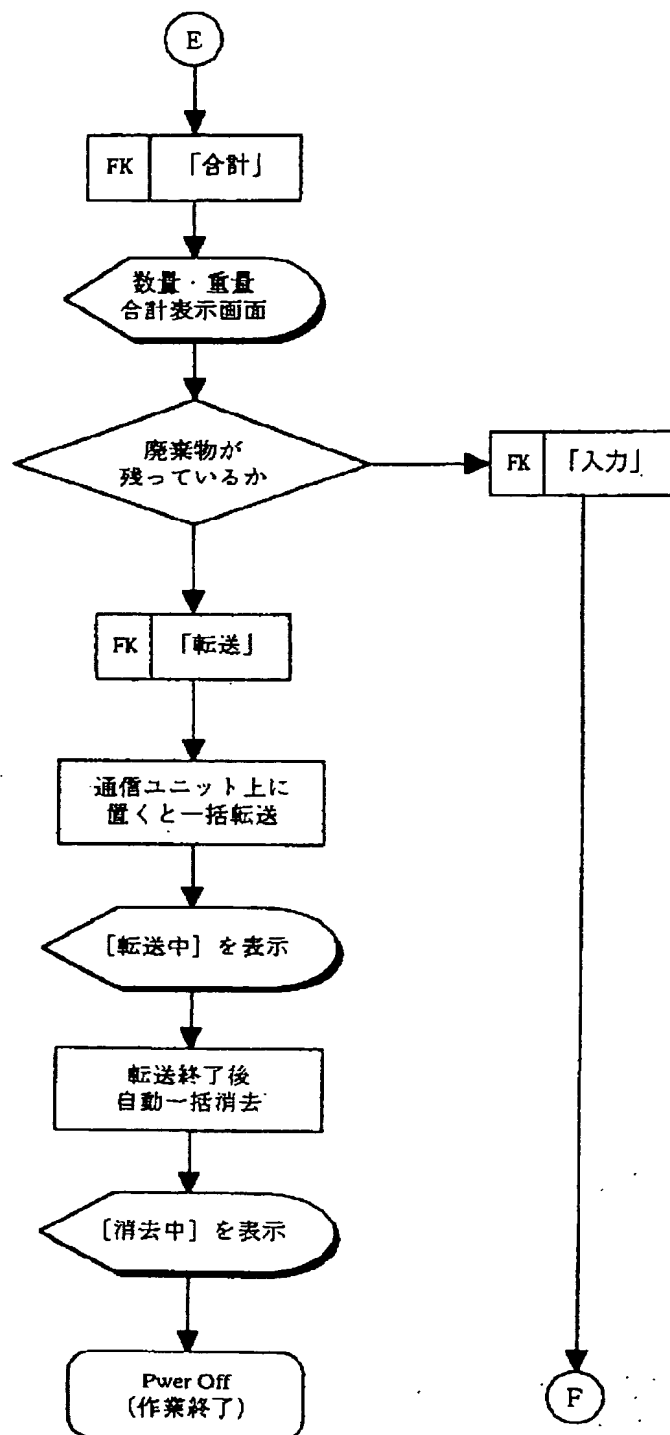 E
FK 「合計」
数量・重量
合計表示画面
廃棄物が
残っているか
FK 「入力」
FK 「転送」
通信ユニット上に
置くと一括転送
［転送中］を表示
転送終了後
自動一括消去
［消去中］を表示
Pwer Off
(作業終了)
F